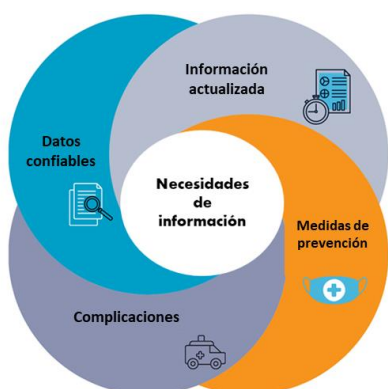 Información
actualizada
Datos
confiables
Necesidades
de
información
Medidas de
prevención
Complicaciones